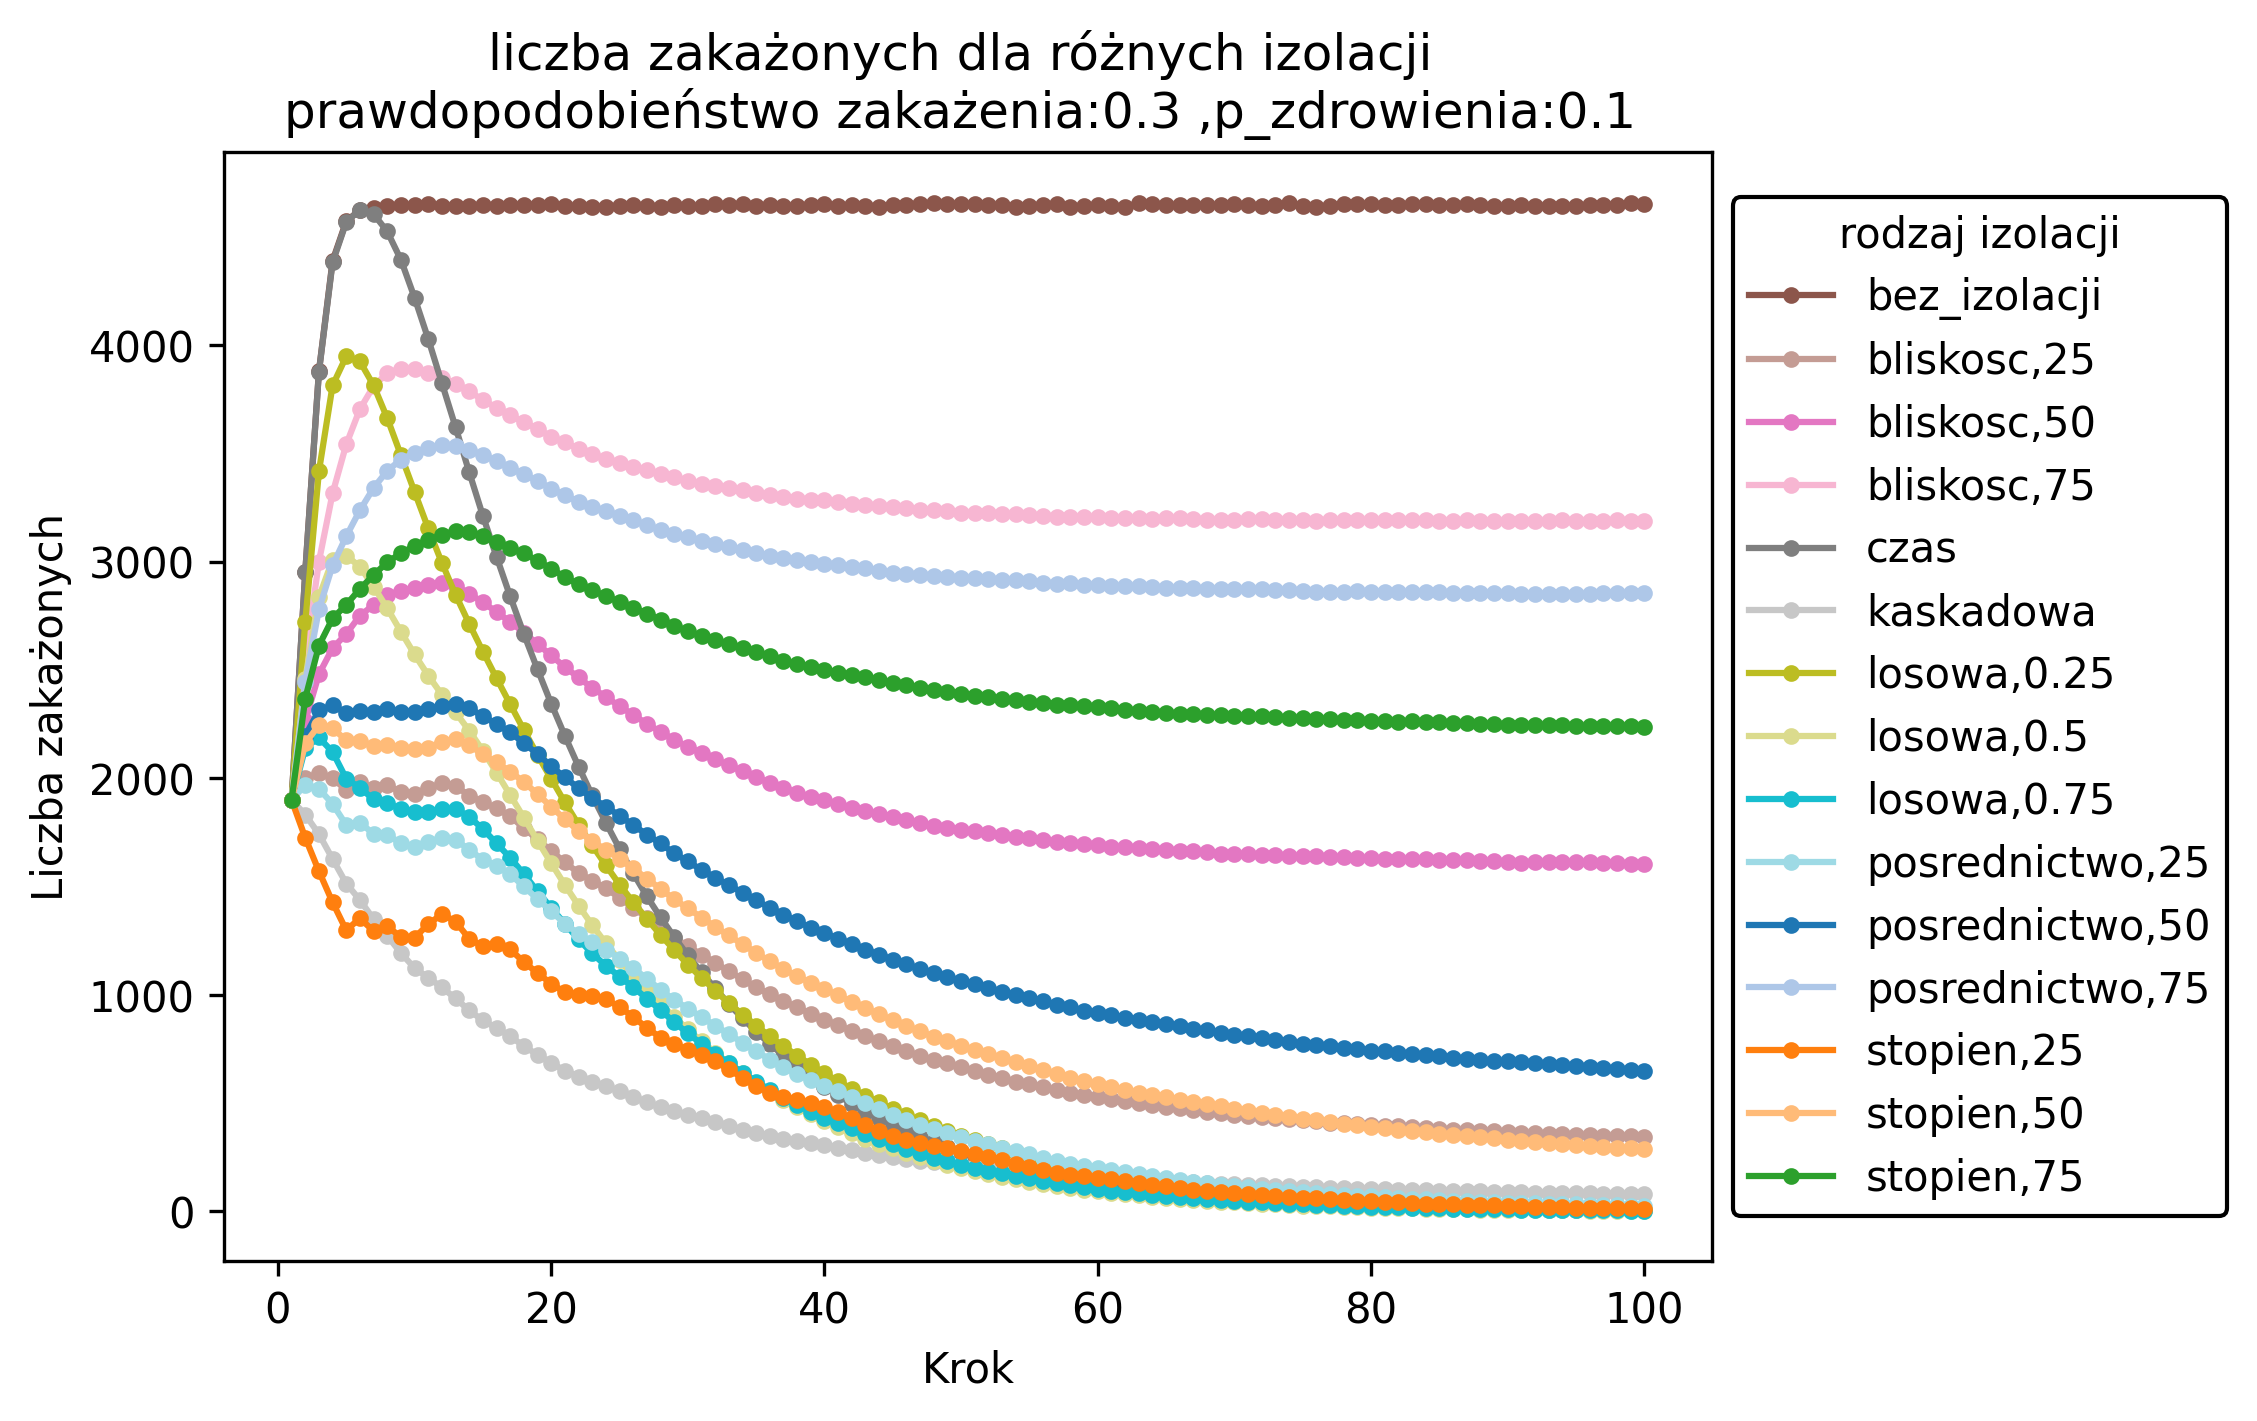 liczba zakażonych dla różnych izolacji
prawdopodobieństwo zakażenia:0.3 ,p_zdrowienia:0.1
Liczba zakażonych
4000
3000
2000
1000
0
0 20 40 60 80 100
Krok
rodzaj izolacji
bez_izolacji
bliskosc,25
bliskosc,50
bliskosc,75
czas
kaskadowa
losowa,0.25
losowa,0.5
losowa,0.75
posrednictwo,25
posrednictwo,50
posrednictwo,75
stopien,25
stopien,50
stopien,75